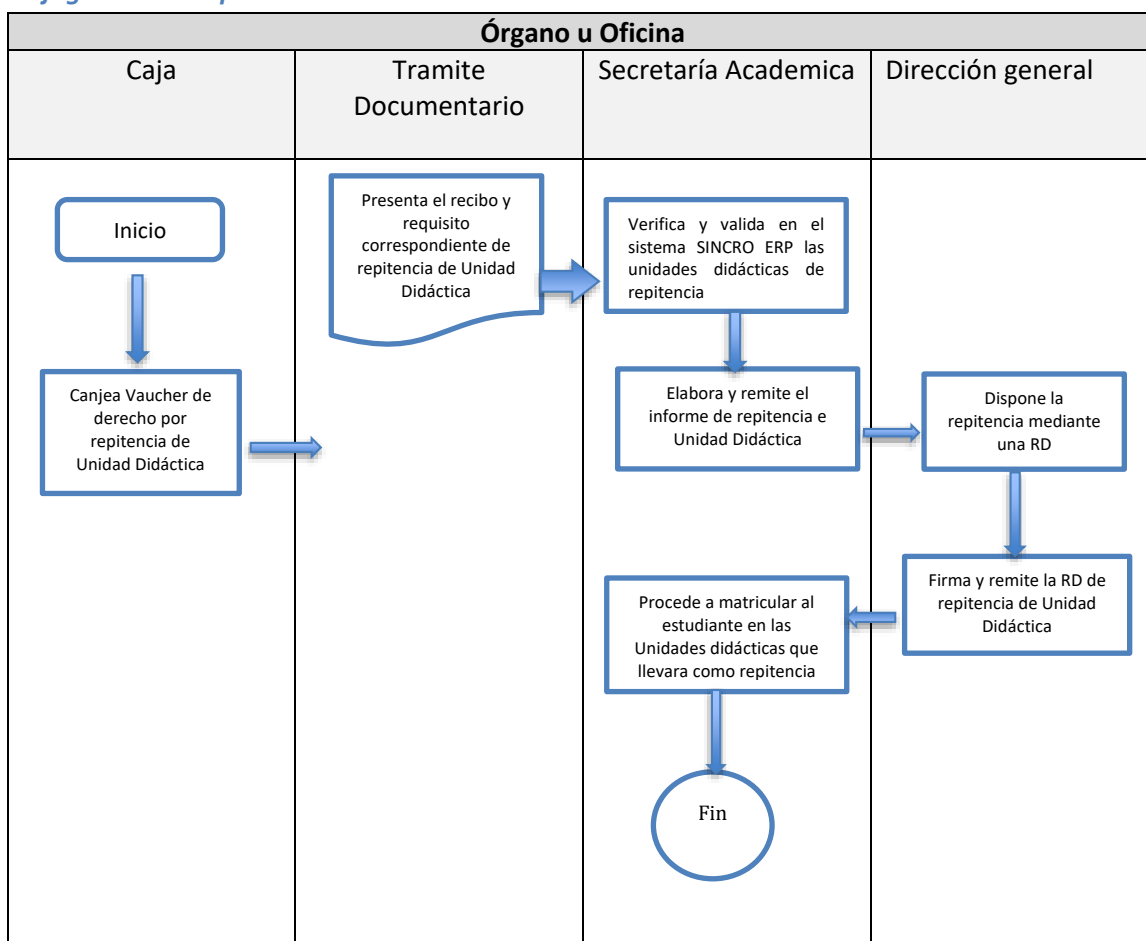 Órgano u Oficina
Caja
Tramite
Documentario
Secretaría Academica
Dirección general
Inicio
Canjea Vaucher de
derecho por
repitencia de
Unidad Didáctica
Presenta el recibo y
requisito
correspondiente de
repitencia de Unidad
Didáctica
Verifica y valida en el
sistema SINCRO ERP las
unidades didácticas de
repitencia
Elabora y remite el
informe de repitencia e
Unidad Didáctica
Dispone la
repitencia mediante
una RD
Firma y remite la RD de
repitencia de Unidad
Didáctica
Procede a matricular al
estudiante en las
Unidades didácticas que
llevara como repitencia
Fin